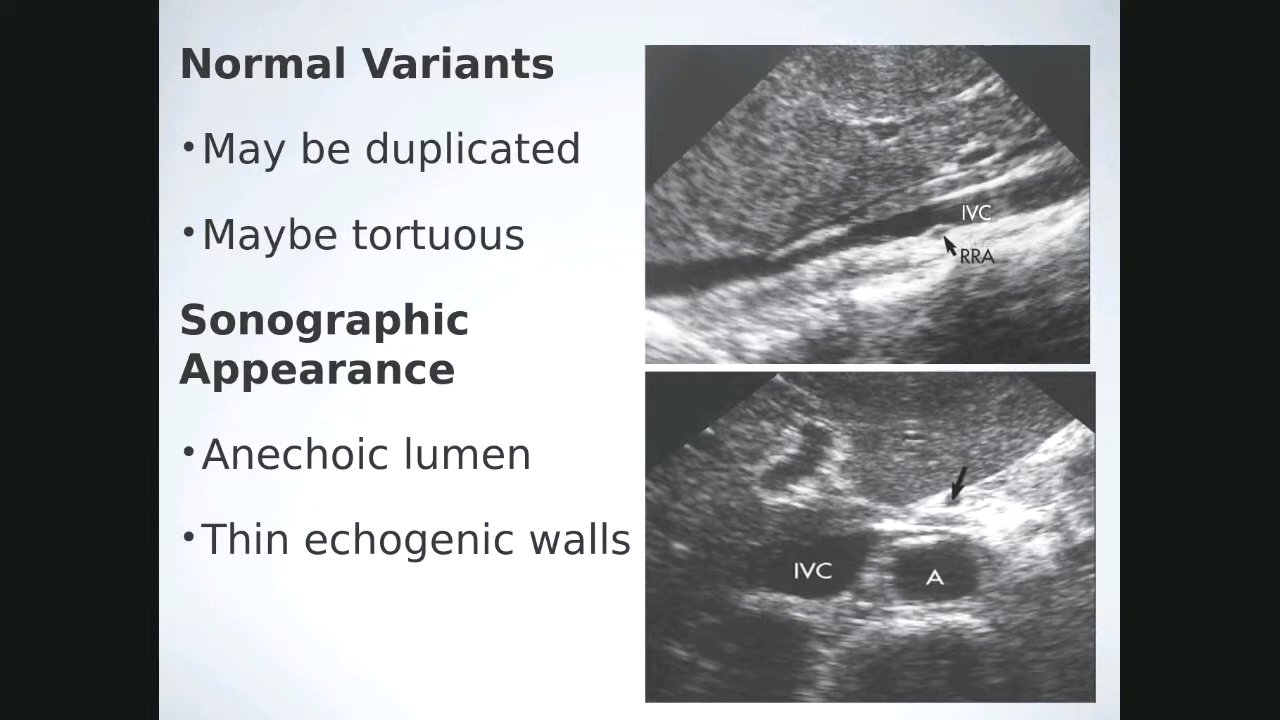 Normal Variants
•May be duplicated
•Maybe tortuous
Sonographic
Appearance
•Anechoic lumen
•Thin echogenic walls
IVC
RRA
IVC
A